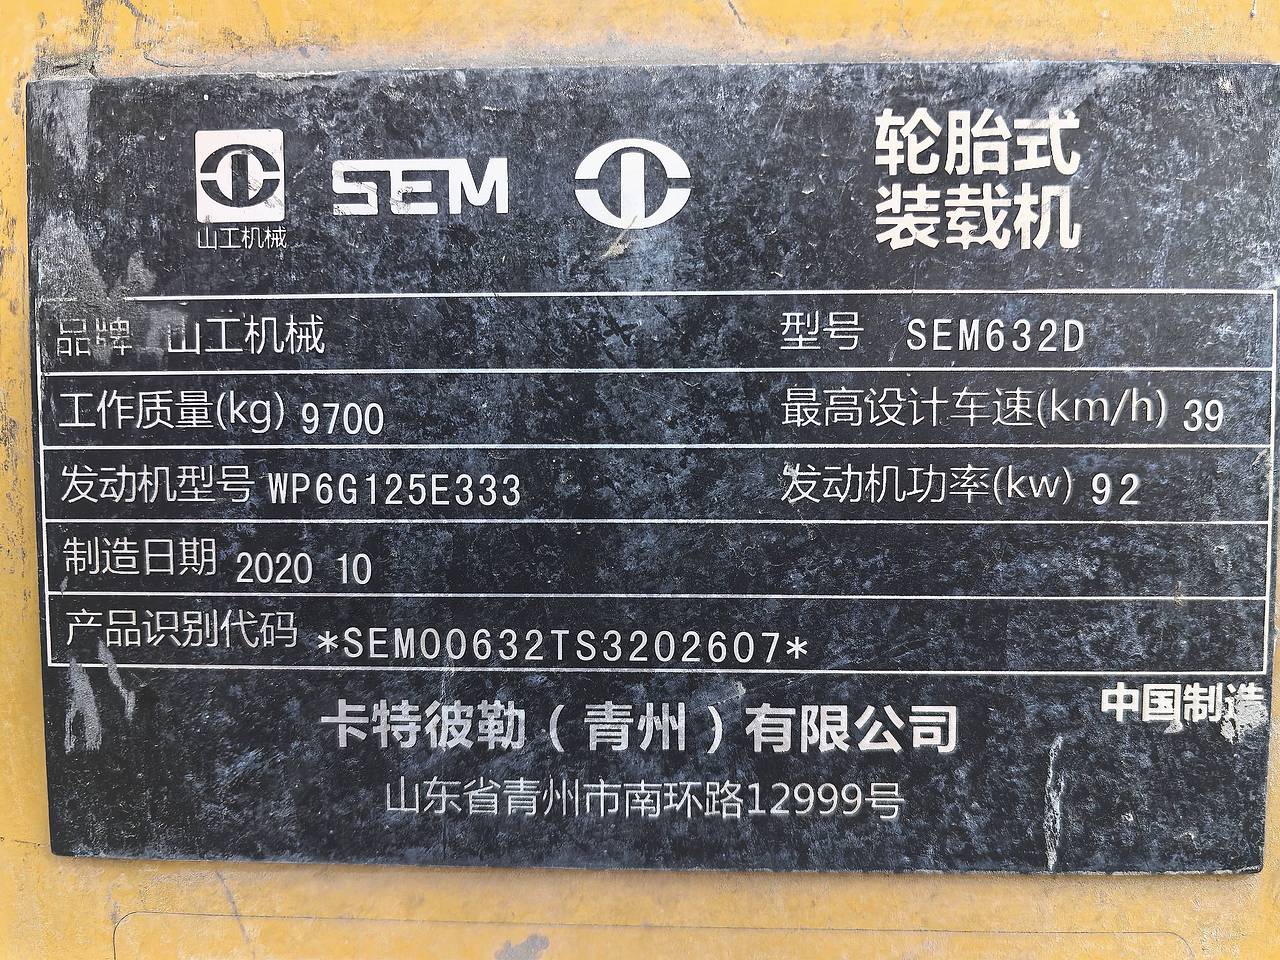 山工机械
SEM
轮胎式
装载机
品牌 山工机械 型号 SEM632D
工作质量(kg) 9700 最高设计车速(km/h) 39
发动机型号 WP6G125E333 发动机功率(kw) 92
制造日期 2020 10
产品识别代码 *SEM00632TS3202607*
中国制造
卡特彼勒（青州）有限公司
山东省青州市南环路12999号